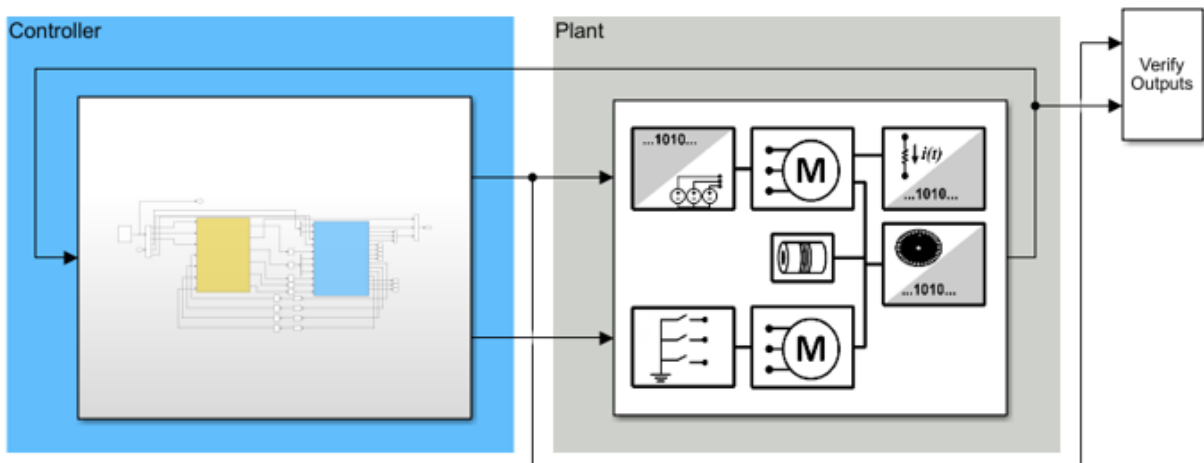 Controller
Plant
Verify
Outputs
...1010...
M
i(t)
...1010...
...1010...
M